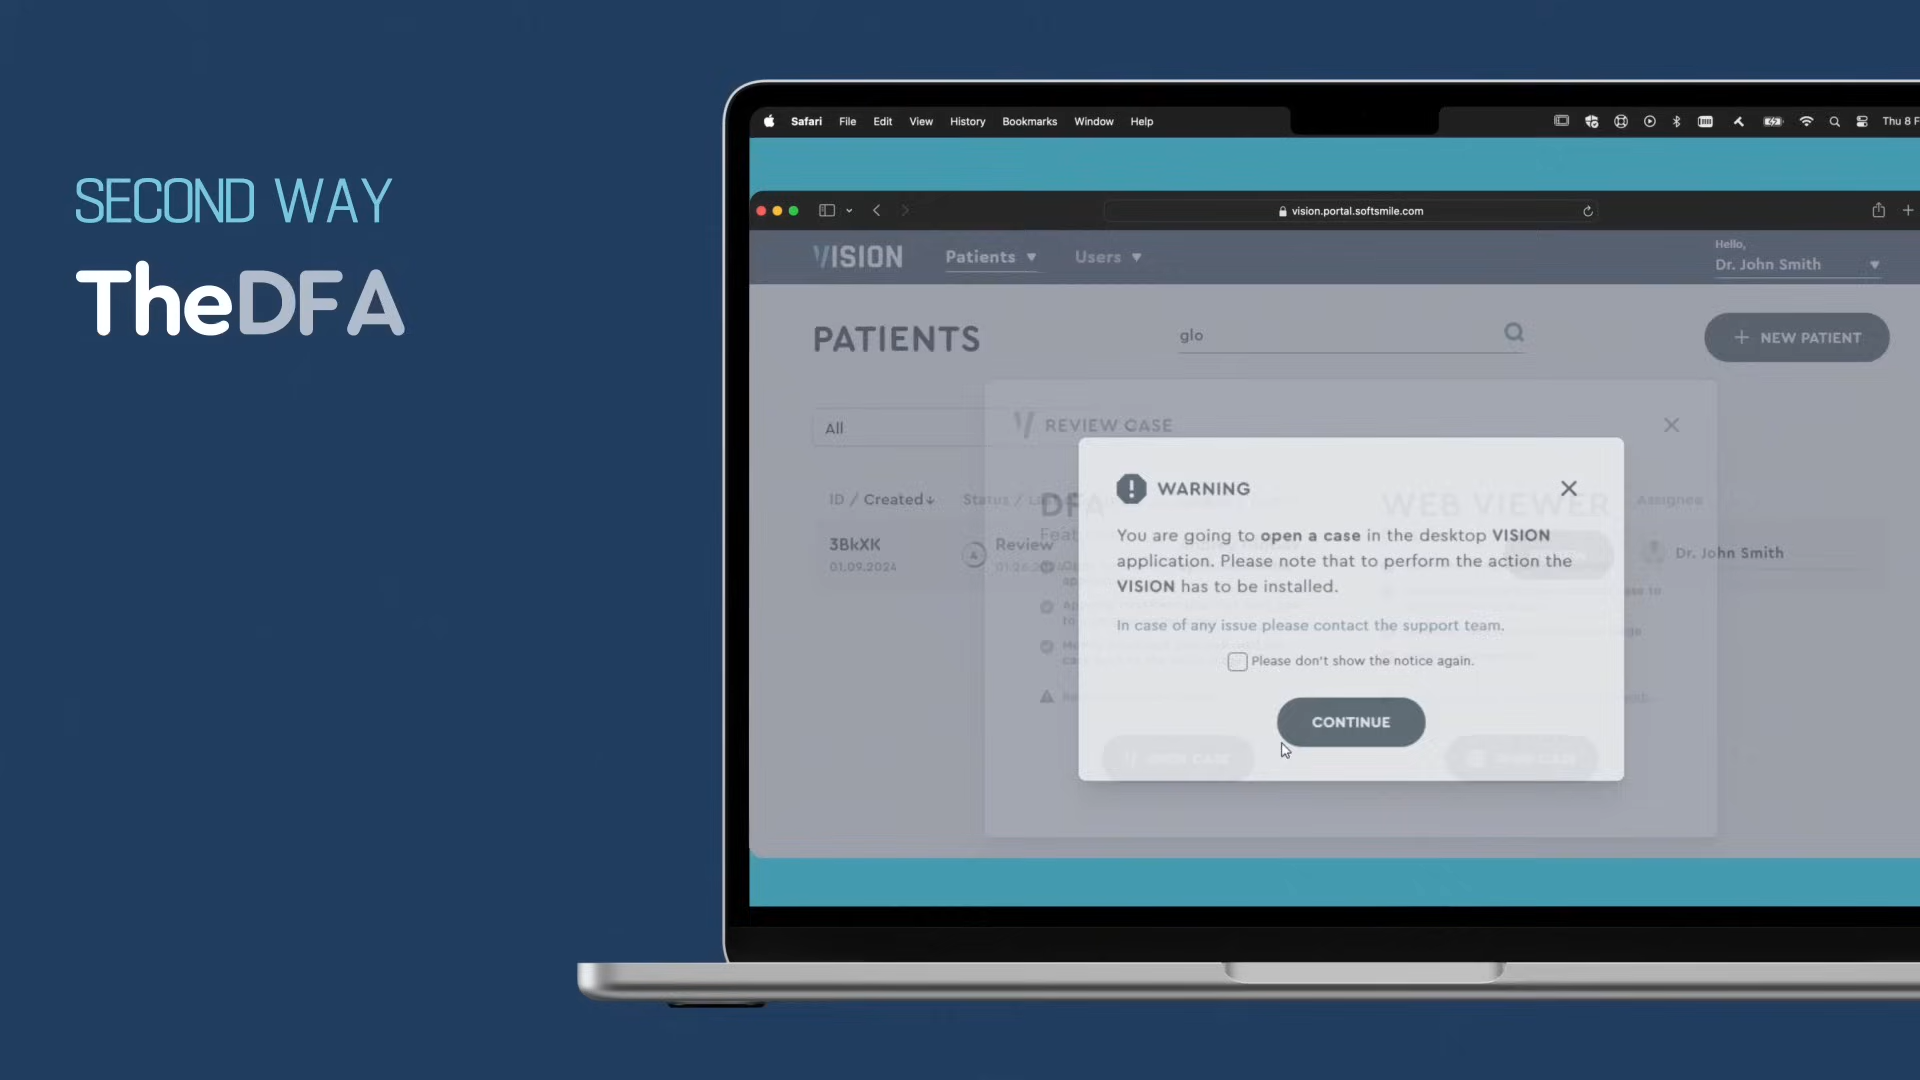 SECOND WAY
TheDFA
Safari File Edit View History Bookmarks Window Help
Thu 8 F
vision.portal.softsmile.com
VISION Patients Users
Hello,
Dr. John Smith
PATIENTS
glo
+ NEW PATIENT
All
REVIEW CASE
WARNING
ID / Created
Status /
DFA
WEB VIEWER
Assignee
You are going to open a case in the desktop VISION
application. Please note that to perform the action the
VISION has to be installed.
3BkXK
01.09.2024
4
Review
Dr. John Smith
In case of any issue please contact the support team.
Please don't show the notice again.
CONTINUE